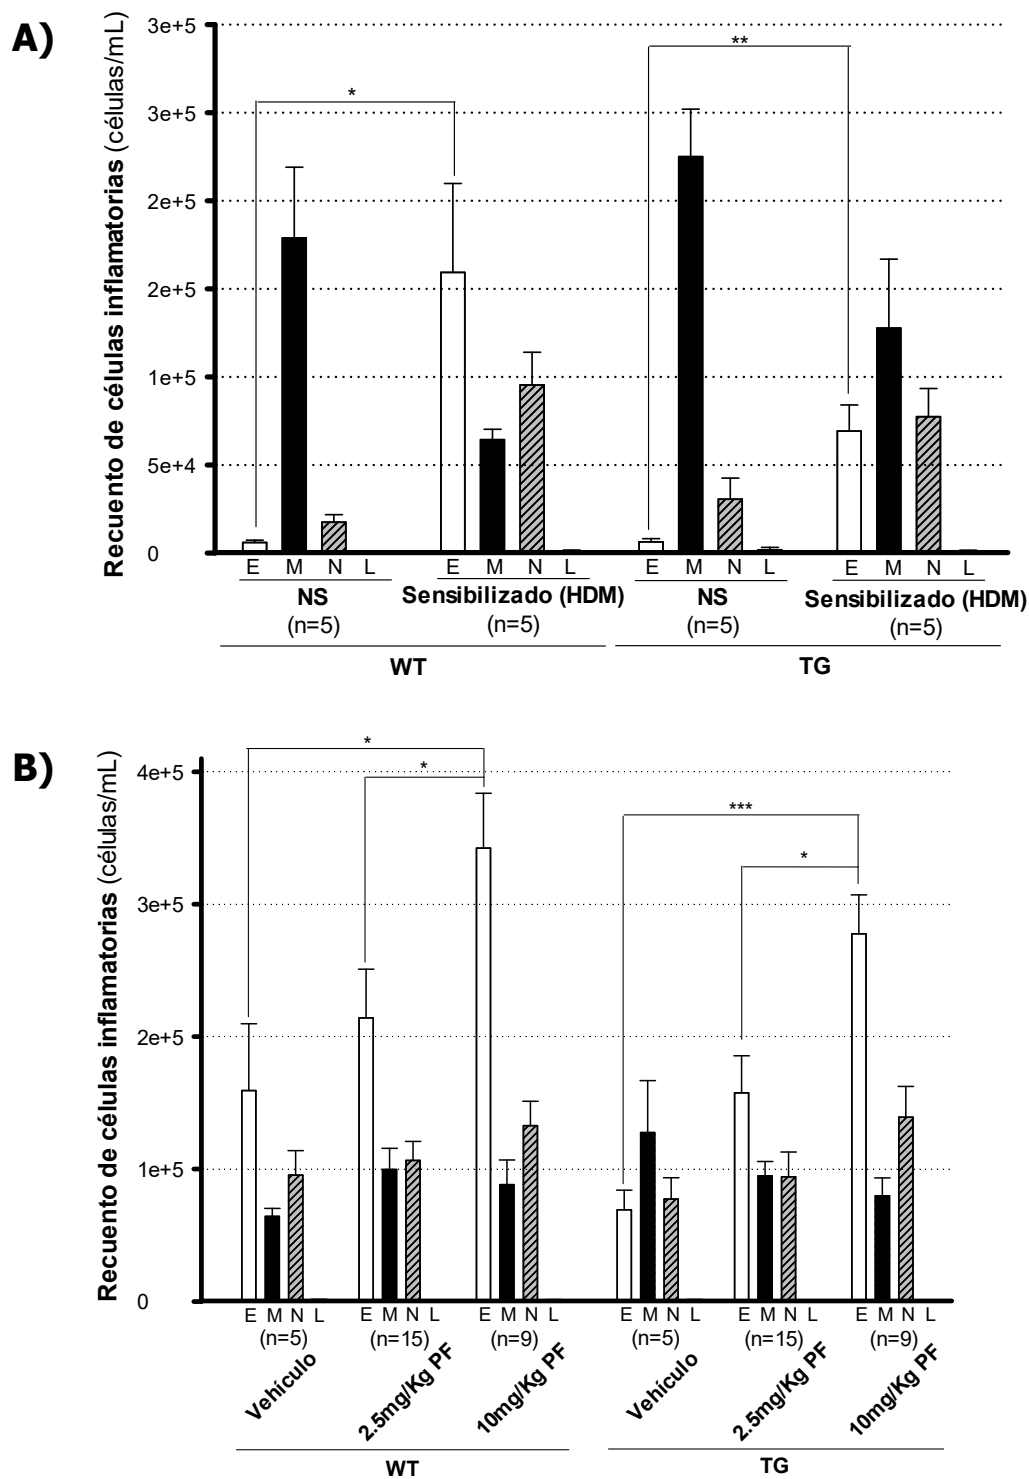 A)
Recuento de células inflamatorias (células/mL)
3e+5
3e+5
2e+5
2e+5
1e+5
5e+4
0
*
**
E M N L E M N L E M N L E M N L
NS Sensibilizado (HDM) NS Sensibilizado (HDM)
(n=5) (n=5) (n=5) (n=5)
WT TG
B)
Recuento de células inflamatorias (células/mL)
4e+5
3e+5
2e+5
1e+5
0
*
*
***
*
E M N L E M N L E M N L E M N L E M N L E M N L
(n=5) (n=15) (n=9) (n=5) (n=15) (n=9)
Vehículo 2.5mg/Kg PF 10mg/Kg PF Vehículo 2.5mg/Kg PF 10mg/Kg PF
WT TG